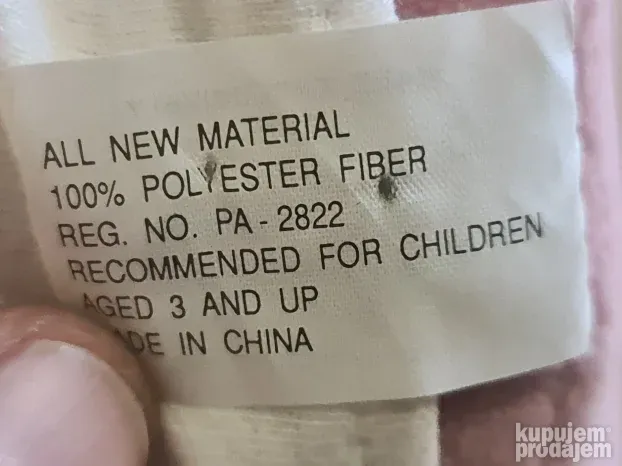 ALL NEW MATERIAL
100% POLYESTER FIBER
REG. NO. PA - 2822
RECOMMENDED FOR CHILDREN
AGED 3 AND UP
IN CHINA
kupujem
prodajem